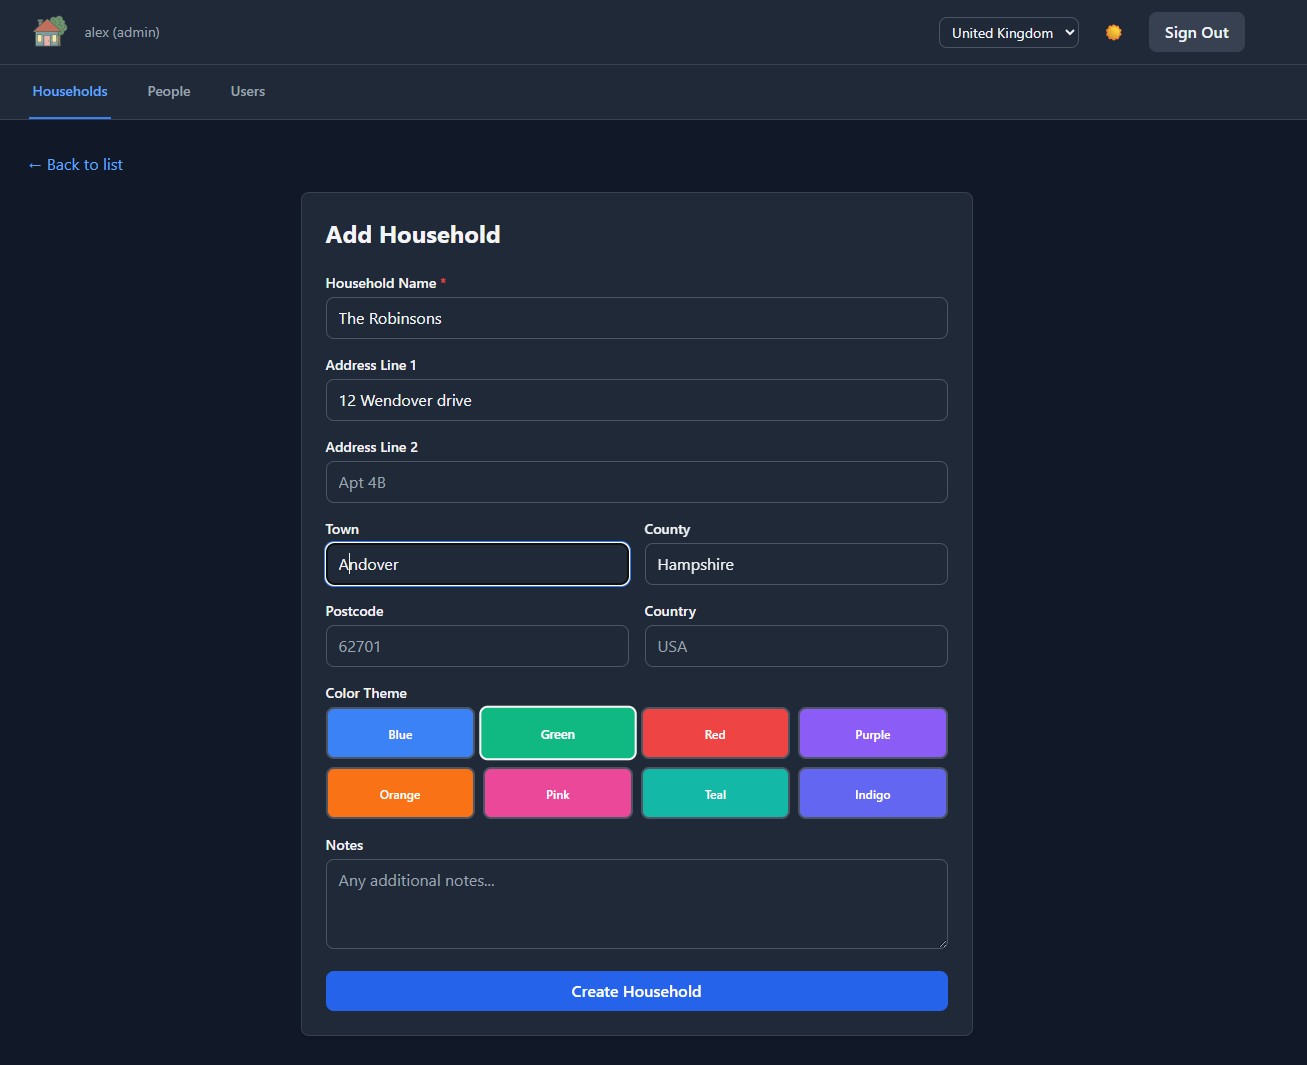 alex (admin)
United Kingdom
Sign Out
Households
People
Users
← Back to list
Add Household
Household Name *
The Robinsons
Address Line 1
12 Wendover drive
Address Line 2
Apt 4B
Town
County
Andover
Hampshire
Postcode
Country
62701
USA
Color Theme
Blue
Green
Red
Purple
Orange
Pink
Teal
Indigo
Notes
Any additional notes...
Create Household